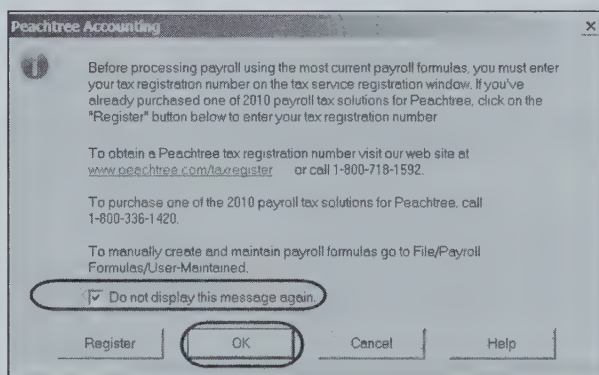 Peachtree Accounting
Before processing payroll using the most current payroll formulas, you must enter
your tax registration number on the tax service registration window. If you've
already purchased one of 2010 payroll tax solutions for Peachtree, click on the
"Register" button below to enter your tax registration number
To obtain a Peachtree tax registration number visit our web site at
www.peachtree.com/taxregister or call 1-800-718-1592.
To purchase one of the 2010 payroll tax solutions for Peachtree, call
1-800-336-1420.
To manually create and maintain payroll formulas go to File/Payroll
Formulas/User-Maintained.
Do not display this message again.
Register OK Cancel Help